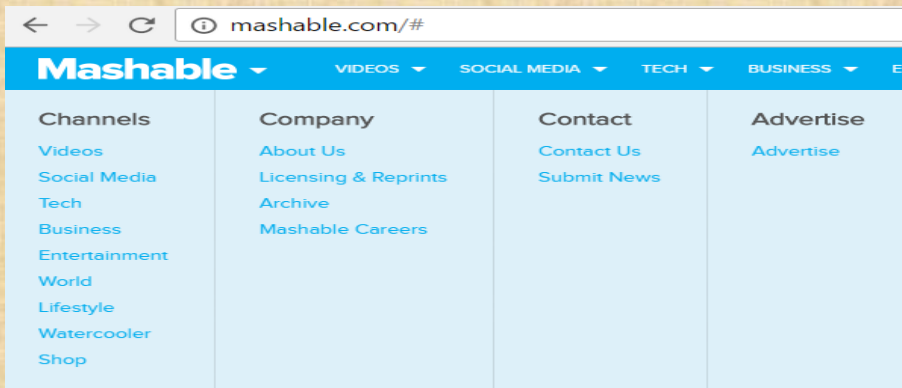 mashable.com/#
Mashable VIDEOS SOCIAL MEDIA TECH BUSINESS E
Channels
Videos
Social Media
Tech
Business
Entertainment
World
Lifestyle
Watercooler
Shop
Company
About Us
Licensing & Reprints
Archive
Mashable Careers
Contact
Contact Us
Submit News
Advertise
Advertise